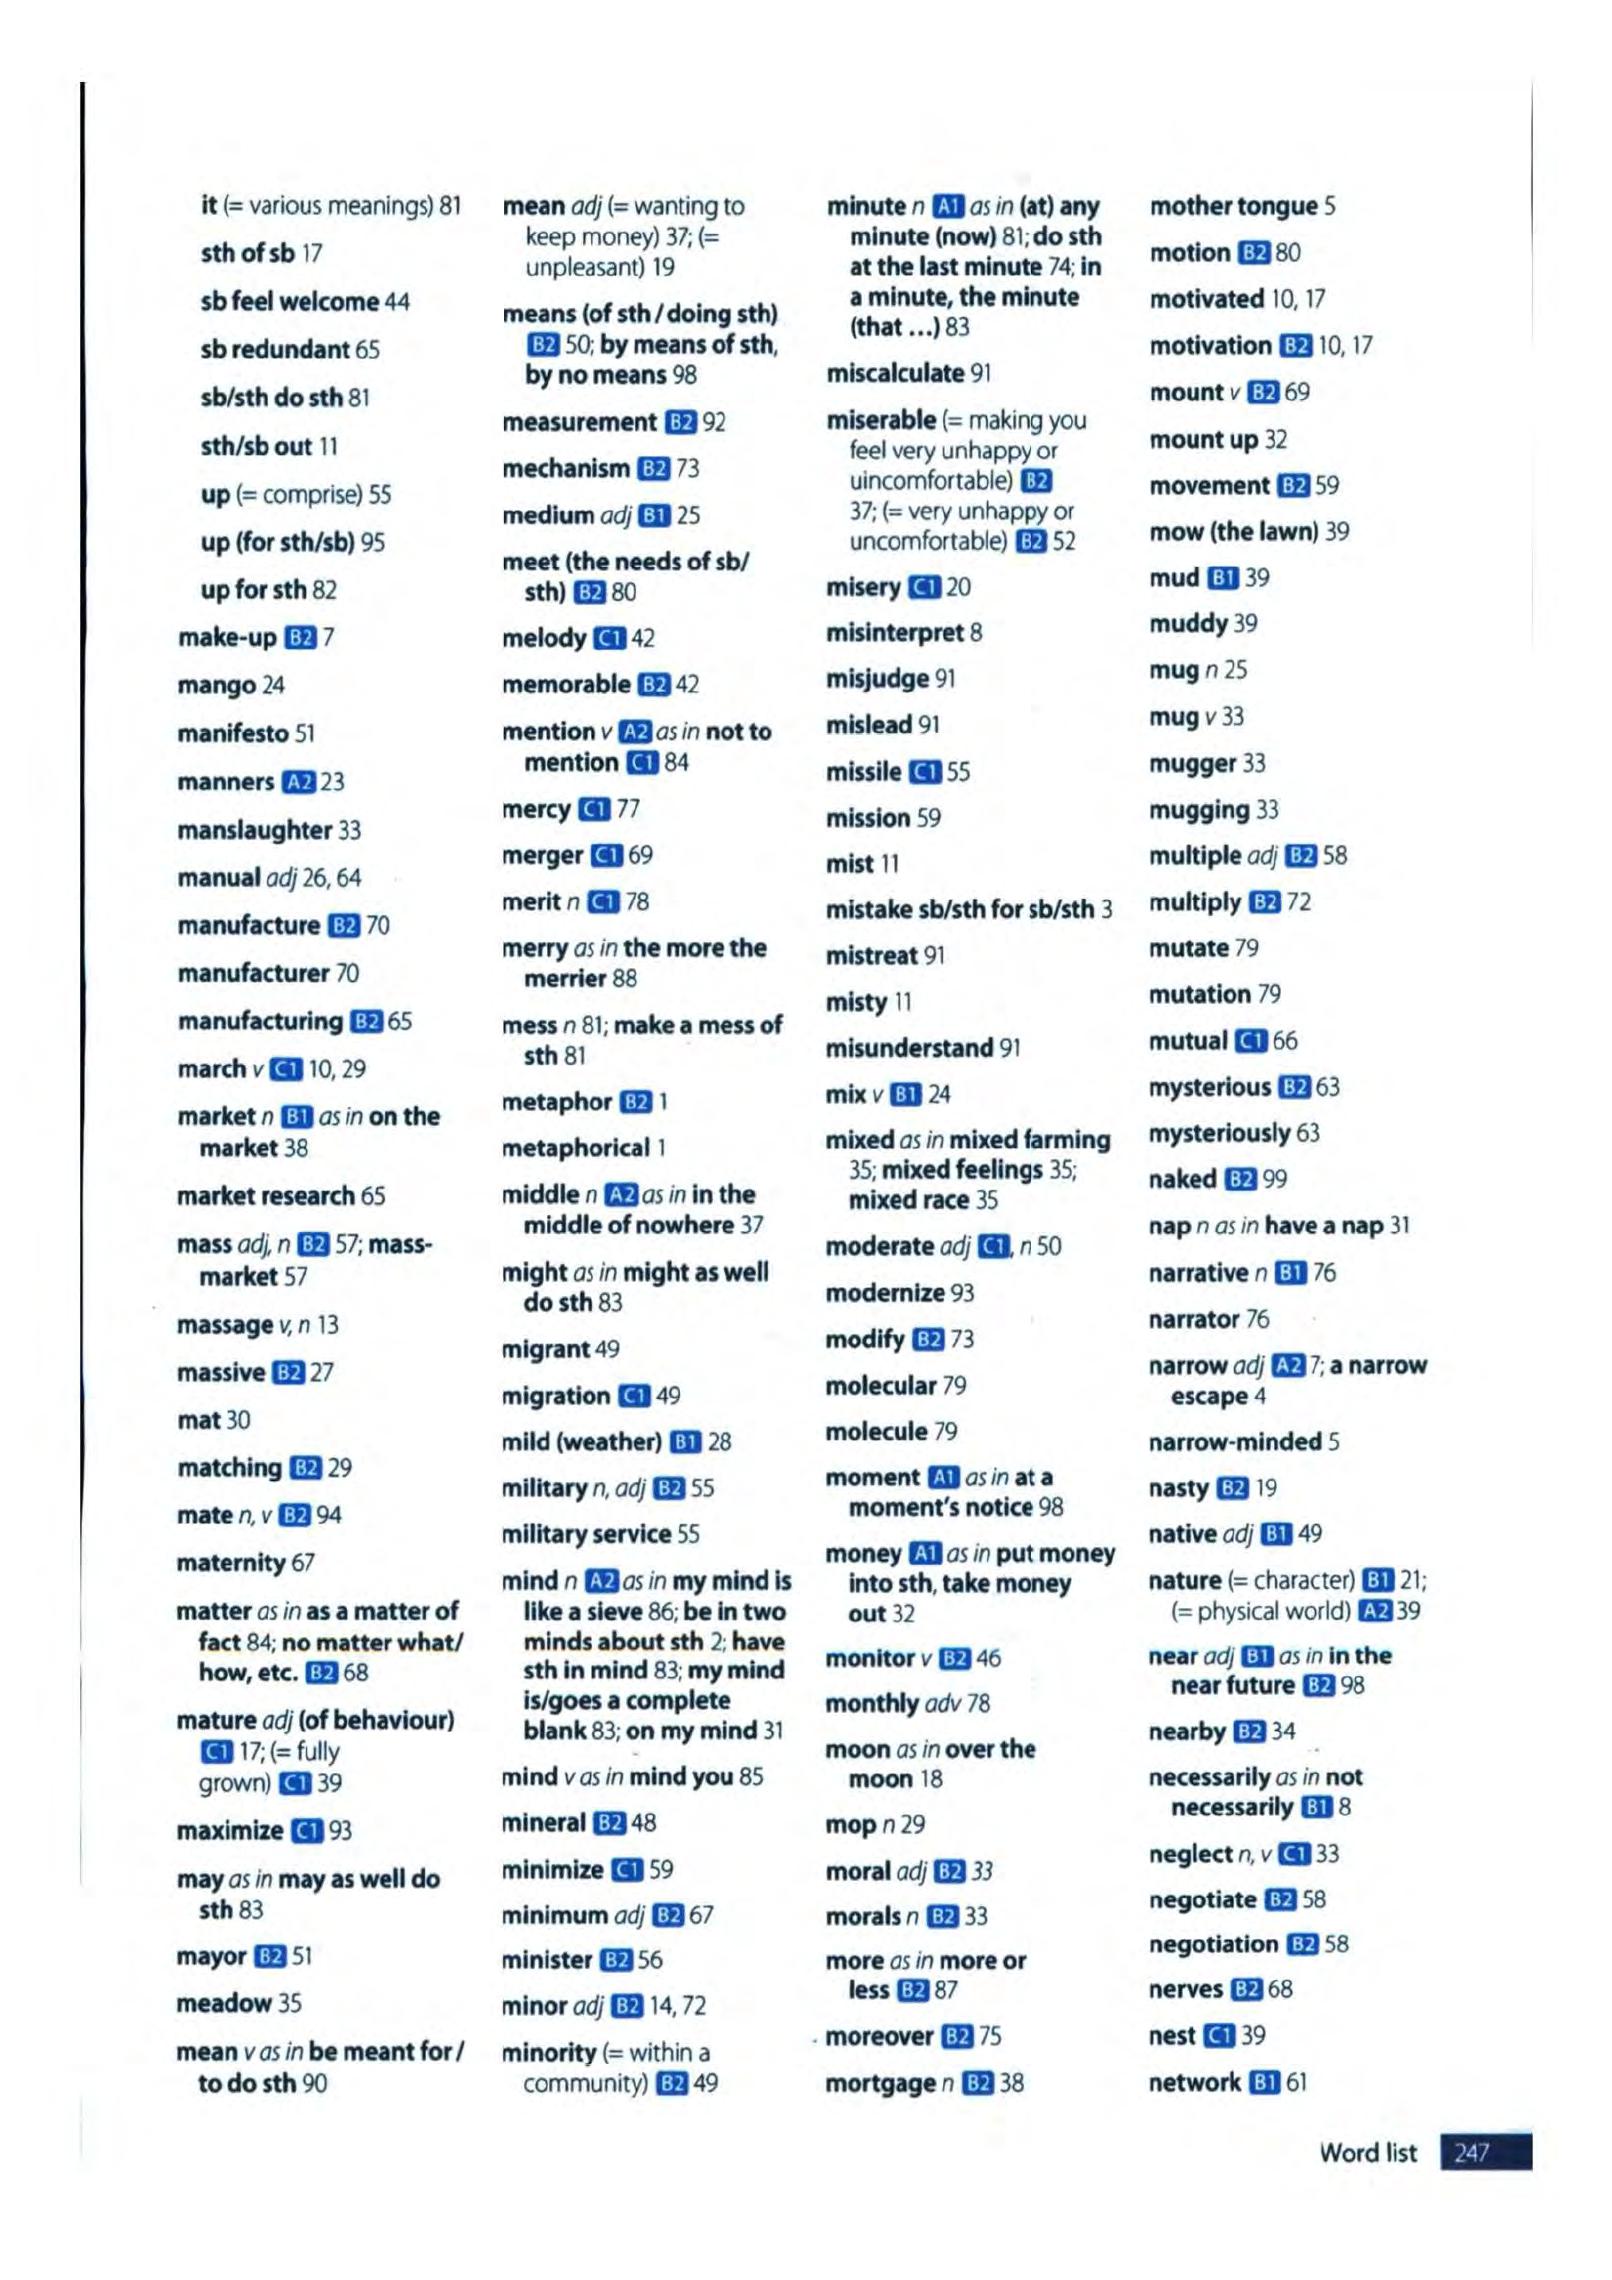 it (= various meanings) 81
sth of sb 17
sb feel welcome 44
sb redundant 65
sb/sth do sth 81
sth/sb out 11
up (= comprise) 55
up (for sth/sb) 95
up for sth 82
make-up B2 7
mango 24
manifesto 51
manners A2 23
manslaughter 33
manual adj 26, 64
manufacture B2 70
manufacturer 70
manufacturing B2 65
march v C1 10, 29
market n B1 as in on the
market 38
market research 65
mass adj, n B2 57; mass-
market 57
massage v, n 13
massive B2 27
mat 30
matching B2 29
mate n, v B2 94
maternity 67
matter as in as a matter of
fact 84; no matter what/
how, etc. B2 68
mature adj (of behaviour)
C1 17; (= fully
grown) C1 39
maximize C1 93
may as in may as well do
sth 83
mayor B2 51
meadow 35
mean v as in be meant for /
to do sth 90
mean adj (= wanting to
keep money) 37; (=
unpleasant) 19
means (of sth / doing sth)
B2 50; by means of sth,
by no means 98
measurement B2 92
mechanism B2 73
medium adj B1 25
meet (the needs of sb/
sth) B2 80
melody C1 42
memorable B2 42
mention v A2 as in not to
mention C1 84
mercy C1 77
merger C1 69
merit n C1 78
merry as in the more the
merrier 88
mess n 81; make a mess of
sth 81
metaphor B2 1
metaphorical 1
middle n A2 as in in the
middle of nowhere 37
might as in might as well
do sth 83
migrant 49
migration C1 49
mild (weather) B1 28
military n, adj B2 55
military service 55
mind n A2 as in my mind is
like a sieve 86; be in two
minds about sth 2; have
sth in mind 83; my mind
is/goes a complete
blank 83; on my mind 31
mind v as in mind you 85
mineral B2 48
minimize C1 59
minimum adj B2 67
minister B2 56
minor adj B2 14, 72
minority (= within a
community) B2 49
minute n A1 as in (at) any
minute (now) 81; do sth
at the last minute 74; in
a minute, the minute
(that ...) 83
miscalculate 91
miserable (= making you
feel very unhappy or
uincomfortable) B2
37; (= very unhappy or
uncomfortable) B2 52
misery C1 20
misinterpret 8
misjudge 91
mislead 91
missile C1 55
mission 59
mist 11
mistake sb/sth for sb/sth 3
mistreat 91
misty 11
misunderstand 91
mix v B1 24
mixed as in mixed farming
35; mixed feelings 35;
mixed race 35
moderate adj C1, n 50
modernize 93
modify B2 73
molecular 79
molecule 79
moment A1 as in at a
moment's notice 98
money A1 as in put money
into sth, take money
out 32
monitor v B2 46
monthly adv 78
moon as in over the
moon 18
mop n 29
moral adj B2 33
morals n B2 33
more as in more or
less B2 87
moreover B2 75
mortgage n B2 38
mother tongue 5
motion B2 80
motivated 10, 17
motivation B2 10, 17
mount v B2 69
mount up 32
movement B2 59
mow (the lawn) 39
mud B1 39
muddy 39
mug n 25
mug v 33
mugger 33
mugging 33
multiple adj B2 58
multiply B2 72
mutate 79
mutation 79
mutual C1 66
mysterious B2 63
mysteriously 63
naked B2 99
nap n as in have a nap 31
narrative n B1 76
narrator 76
narrow adj A2 7; a narrow
escape 4
narrow-minded 5
nasty B2 19
native adj B1 49
nature (= character) B1 21;
(= physical world) A2 39
near adj B1 as in in the
near future B2 98
nearby B2 34
necessarily as in not
necessarily B1 8
neglect n, v C1 33
negotiate B2 58
negotiation B2 58
nerves B2 68
nest C1 39
network B1 61
Word list 247